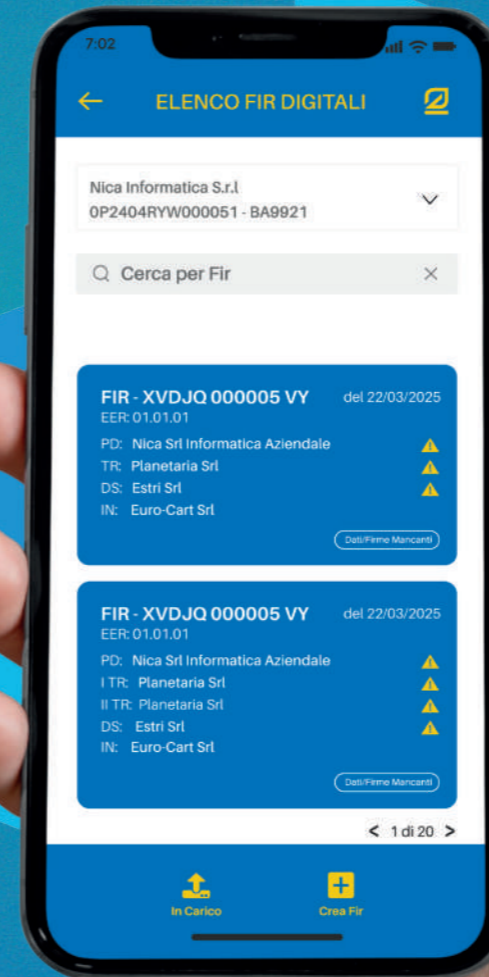 7:02
ELENCO FIR DIGITALI
Nica Informatica S.r.l
0P2404RYW000051 - BA9921
Cerca per Fir
FIR - XVDJQ 000005 VY del 22/03/2025
EER: 01.01.01
PD: Nica Srl Informatica Aziendale
TR: Planetaria Srl
DS: Estri Srl
IN: Euro-Cart Srl
Dati/Firme Mancanti
FIR - XVDJQ 000005 VY del 22/03/2025
EER: 01.01.01
PD: Nica Srl Informatica Aziendale
I TR: Planetaria Srl
II TR: Planetaria Srl
DS: Estri Srl
IN: Euro-Cart Srl
Dati/Firme Mancanti
< 1 di 20 >
In Carico Crea Fir